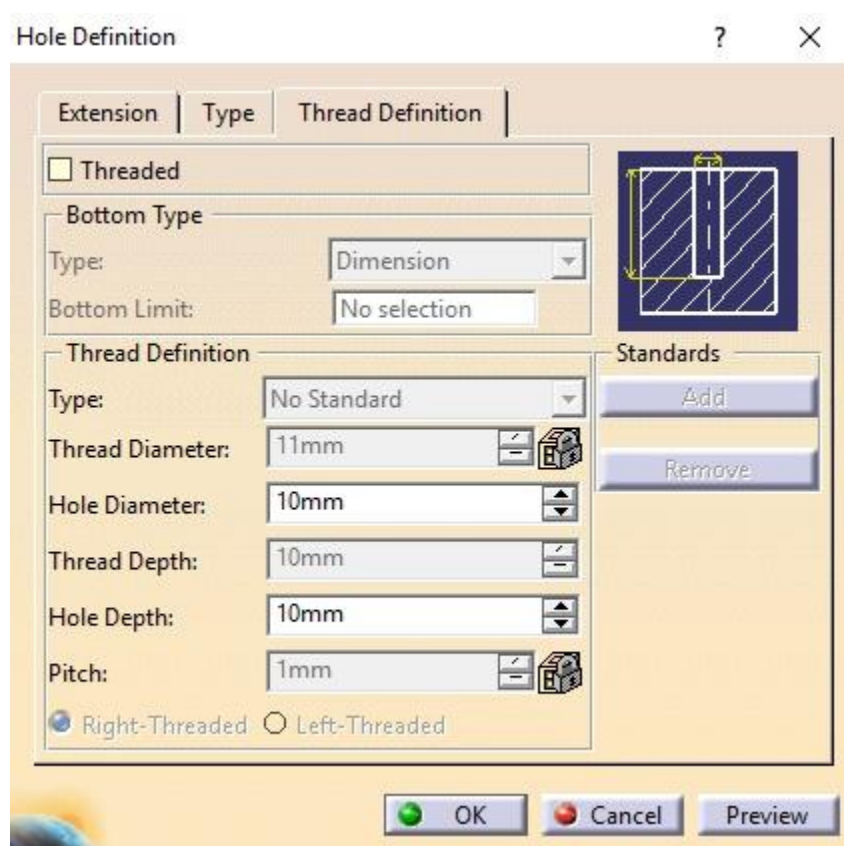 Hole Definition ? ×
Extension Type Thread Definition
Threaded
Bottom Type
Type: Dimension
Bottom Limit: No selection
Thread Definition
Type: No Standard
Thread Diameter: 11mm
Hole Diameter: 10mm
Thread Depth: 10mm
Hole Depth: 10mm
Pitch: 1mm
Right-Threaded Left-Threaded
Standards
Add
Remove
OK Cancel Preview